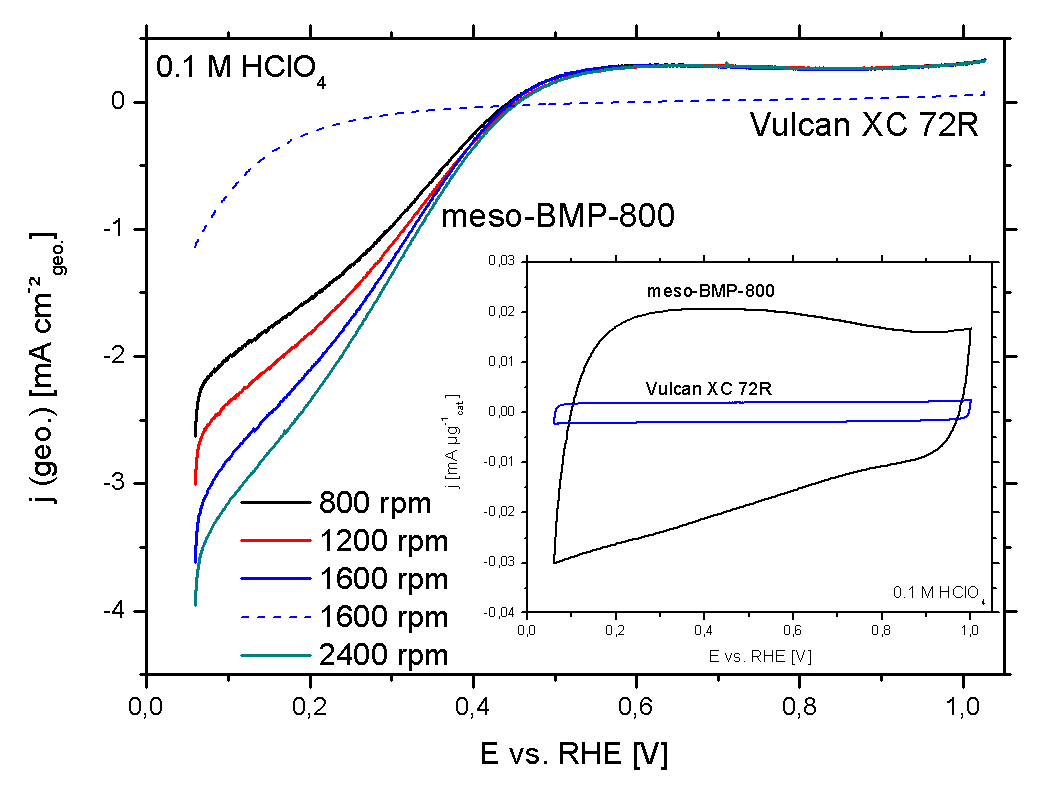 0.1 M HClO₄
Vulcan XC 72R
meso-BMP-800
j (geo.) [mA cm⁻²geo.]
0
-1
-2
-3
-4
0,0
0,2
0,4
0,6
0,8
1,0
E vs. RHE [V]
800 rpm
1200 rpm
1600 rpm
1600 rpm
2400 rpm
meso-BMP-800
Vulcan XC 72R
0.1 M HClO₄
j [mA µg⁻¹cat]
0,03
0,02
0,01
0,00
-0,01
-0,02
-0,03
-0,04
0,0
0,2
0,4
0,6
0,8
1,0
E vs. RHE [V]